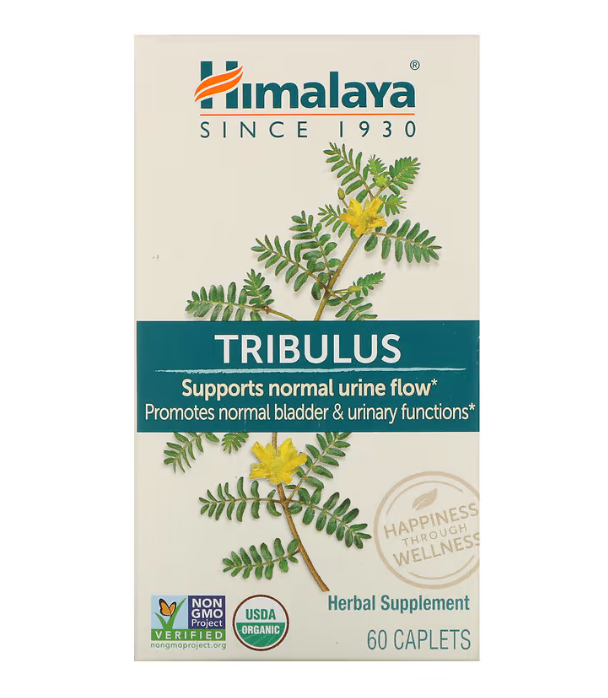 Himalaya®
SINCE 1930
TRIBULUS
Supports normal urine flow*
Promotes normal bladder & urinary functions*
HAPPINESS
THROUGH
WELLNESS
NON
GMO
Project
VERIFIED
nongmoproject.org
USDA
ORGANIC
Herbal Supplement
60 CAPLETS